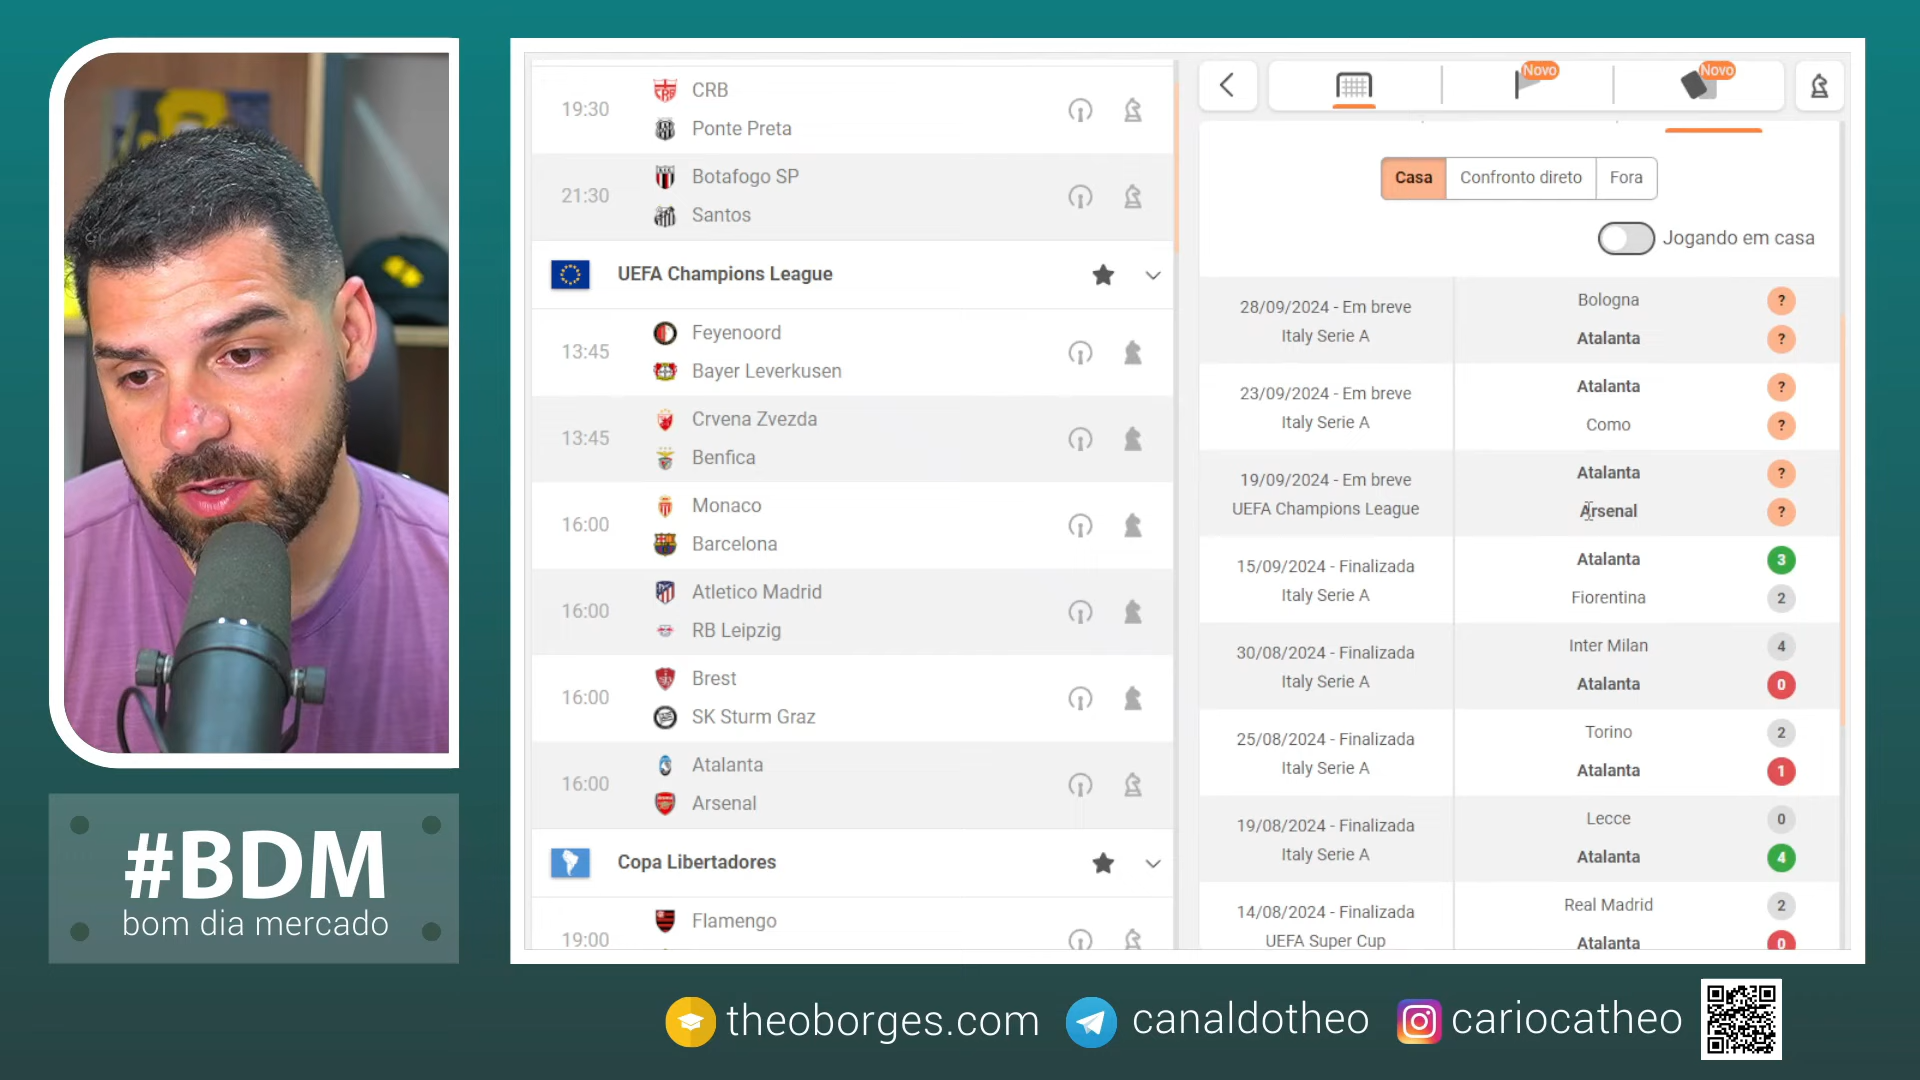 19:30
CRB
Ponte Preta
21:30
Botafogo SP
Santos
UEFA Champions League
13:45
Feyenoord
Bayer Leverkusen
13:45
Crvena Zvezda
Benfica
16:00
Monaco
Barcelona
16:00
Atletico Madrid
RB Leipzig
16:00
Brest
SK Sturm Graz
16:00
Atalanta
Arsenal
Copa Libertadores
19:00
Flamengo
Novo
Novo
Casa
Confronto direto
Fora
Jogando em casa
28/09/2024 - Em breve
Italy Serie A
Bologna ?
Atalanta ?
23/09/2024 - Em breve
Italy Serie A
Atalanta ?
Como ?
19/09/2024 - Em breve
UEFA Champions League
Atalanta ?
Arsenal ?
15/09/2024 - Finalizada
Italy Serie A
Atalanta 3
Fiorentina 2
30/08/2024 - Finalizada
Italy Serie A
Inter Milan 4
Atalanta 0
25/08/2024 - Finalizada
Italy Serie A
Torino 2
Atalanta 1
19/08/2024 - Finalizada
Italy Serie A
Lecce 0
Atalanta 4
14/08/2024 - Finalizada
UEFA Super Cup
Real Madrid 2
Atalanta 0
#BDM
bom dia mercado
theoborges.com
canaldotheo
cariocatheo